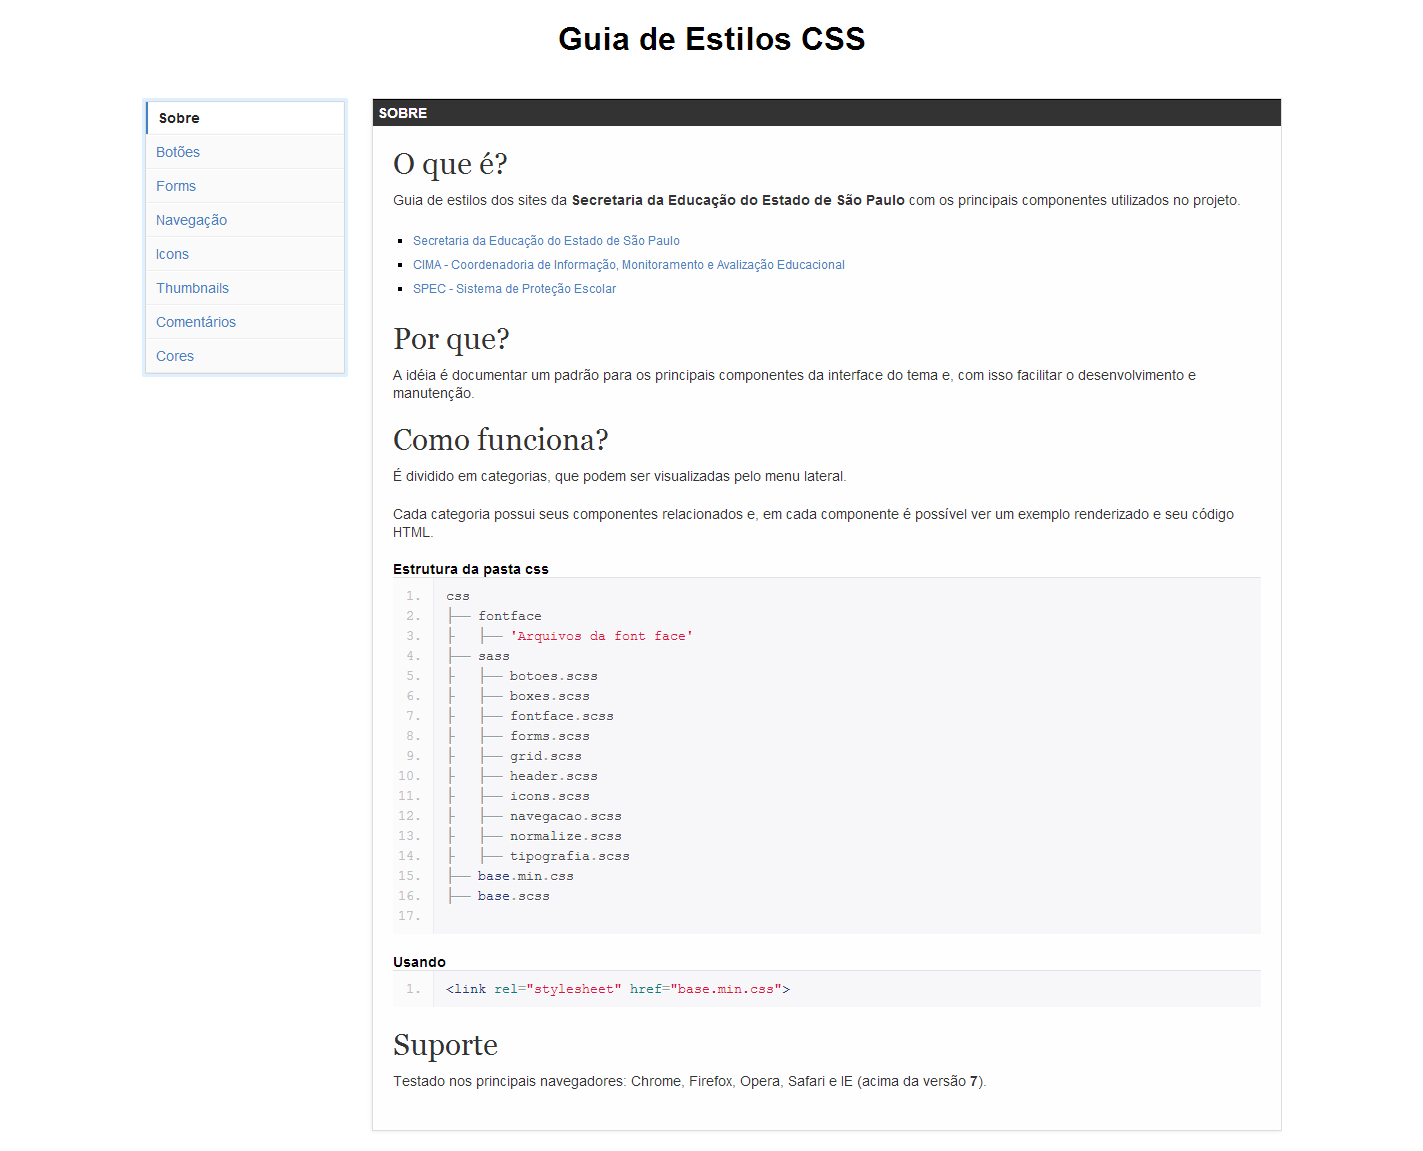 Guia de Estilos CSS
Sobre
Botões
Forms
Navegação
Icons
Thumbnails
Comentários
Cores
SOBRE
O que é?
Guia de estilos dos sites da Secretaria da Educação do Estado de São Paulo com os principais componentes utilizados no projeto.
Secretaria da Educação do Estado de São Paulo
CIMA - Coordenadoria de Informação, Monitoramento e Avalização Educacional
SPEC - Sistema de Proteção Escolar
Por que?
A idéia é documentar um padrão para os principais componentes da interface do tema e, com isso facilitar o desenvolvimento e
manutenção.
Como funciona?
É dividido em categorias, que podem ser visualizadas pelo menu lateral.
Cada categoria possui seus componentes relacionados e, em cada componente é possível ver um exemplo renderizado e seu código
HTML.
Estrutura da pasta css
1. css
2. ├── fontface
3. ├   ├── 'Arquivos da font face'
4. ├── sass
5. ├   ├── botoes.scss
6. ├   ├── boxes.scss
7. ├   ├── fontface.scss
8. ├   ├── forms.scss
9. ├   ├── grid.scss
10. ├   ├── header.scss
11. ├   ├── icons.scss
12. ├   ├── navegacao.scss
13. ├   ├── normalize.scss
14. ├   ├── tipografia.scss
15. ├── base.min.css
16. ├── base.scss
17.
Usando
1. <link rel="stylesheet" href="base.min.css">
Suporte
Testado nos principais navegadores: Chrome, Firefox, Opera, Safari e IE (acima da versão 7).